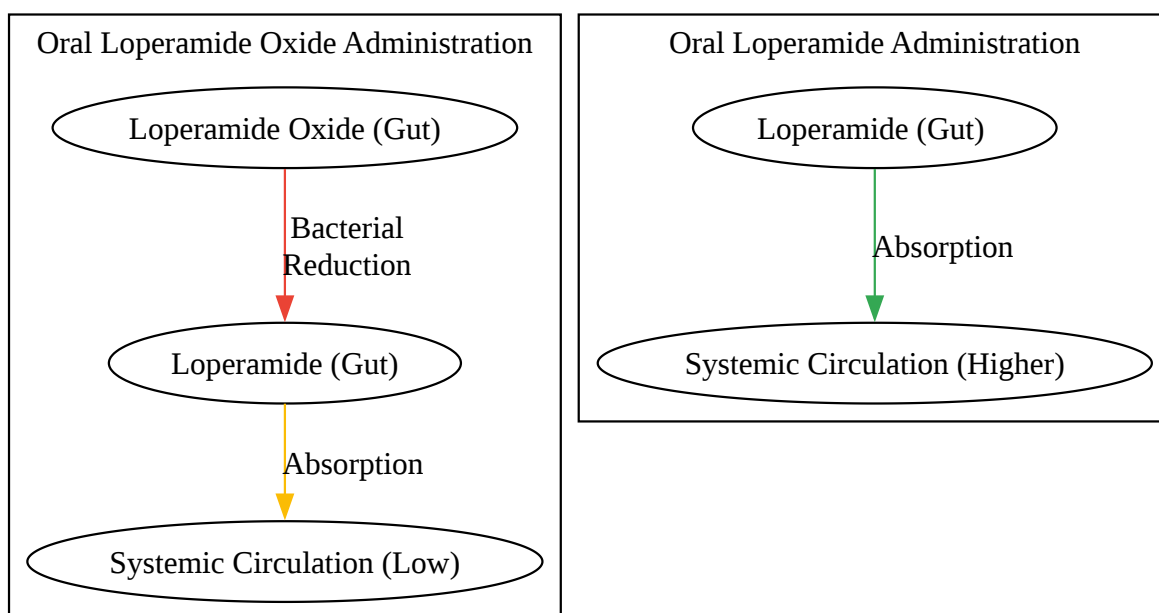 Oral Loperamide Oxide Administration
Loperamide Oxide (Gut)
Bacterial
Reduction
Loperamide (Gut)
Absorption
Systemic Circulation (Low)
Oral Loperamide Administration
Loperamide (Gut)
Absorption
Systemic Circulation (Higher)